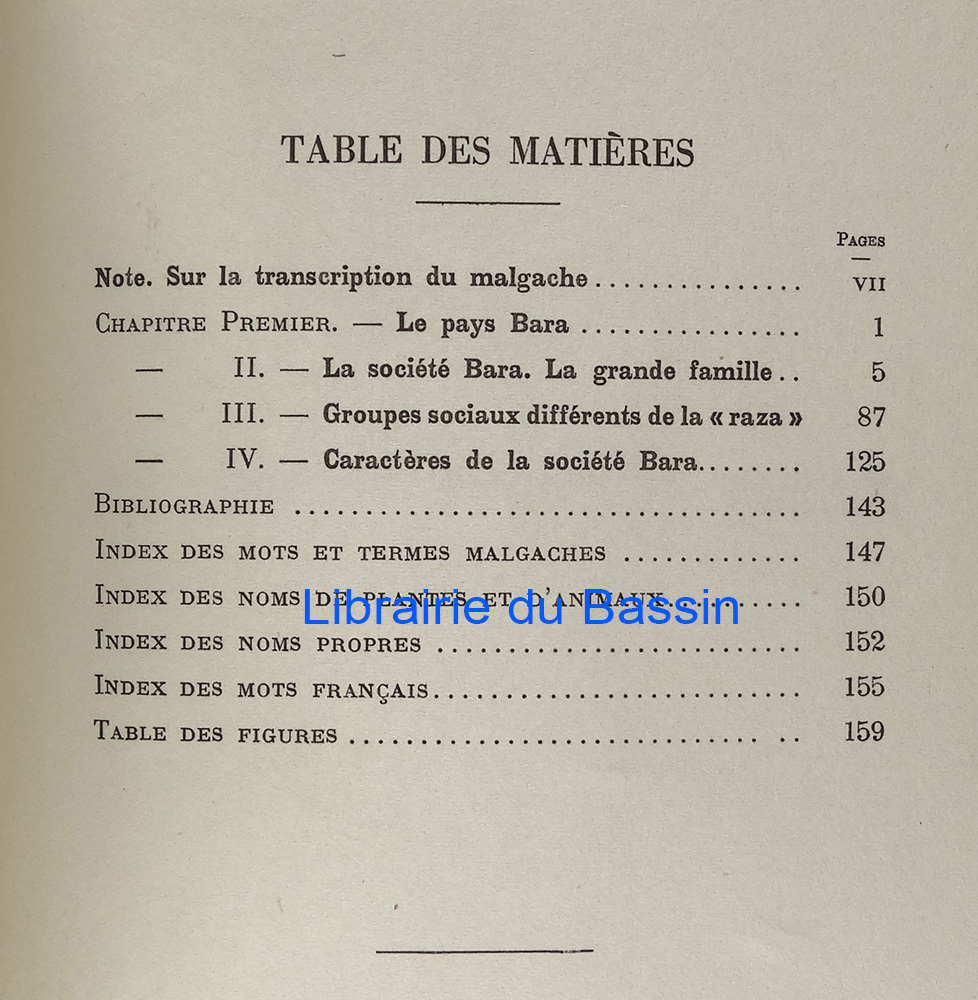 TABLE DES MATIÈRES
PAGES
Note. Sur la transcription du malgache ............... VII
CHAPITRE PREMIER. — Le pays Bara ................ 1
— II. — La société Bara. La grande famille .. 5
— III. — Groupes sociaux différents de la « raza » 87
— IV. — Caractères de la société Bara ........ 125
BIBLIOGRAPHIE .................................... 143
INDEX DES MOTS ET TERMES MALGACHES ............. 147
INDEX DES NOMS DE PLANTES ET D'ANIMAUX .......... 150
Librairie du Bassin
INDEX DES NOMS PROPRES .......................... 152
INDEX DES MOTS FRANÇAIS .......................... 155
TABLE DES FIGURES ............................. .. 159